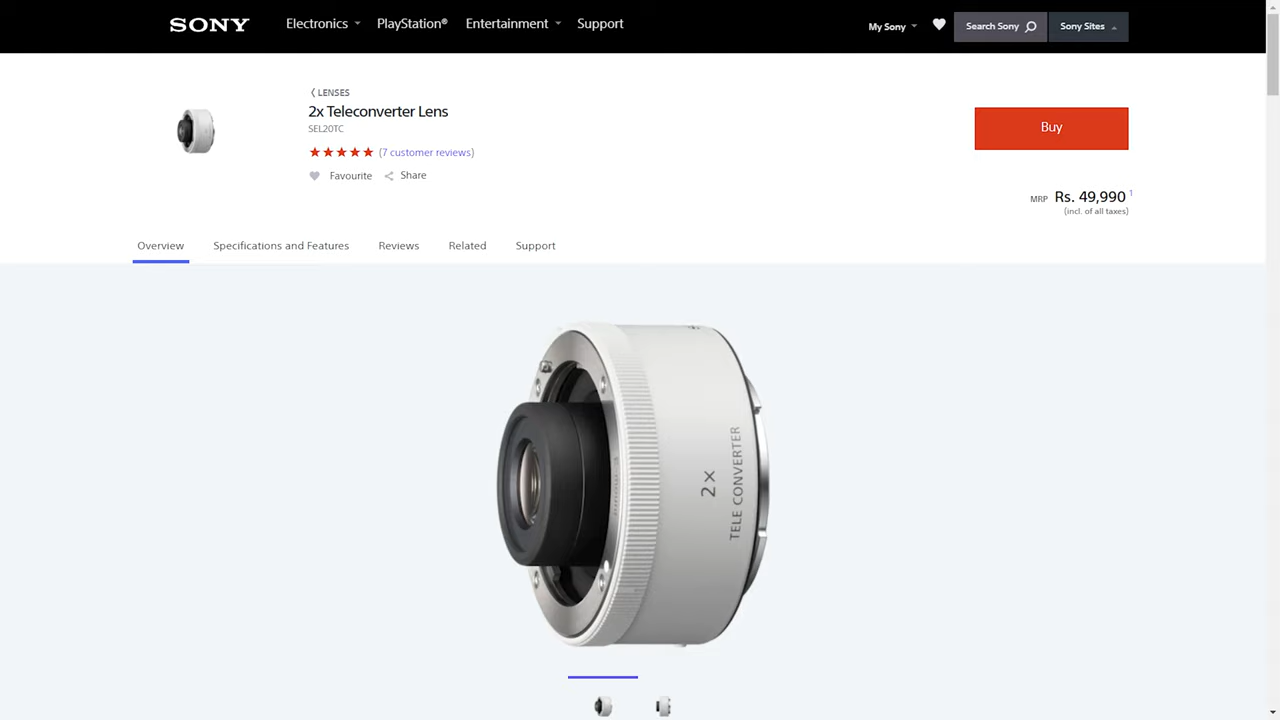 SONY
Electronics
PlayStation®
Entertainment
Support
My Sony
Search Sony
Sony Sites
LENSES
2x Teleconverter Lens
SEL20TC
(7 customer reviews)
Favourite
Share
Buy
MRP Rs. 49,990 1
(incl. of all taxes)
Overview
Specifications and Features
Reviews
Related
Support
2×
TELE CONVERTER